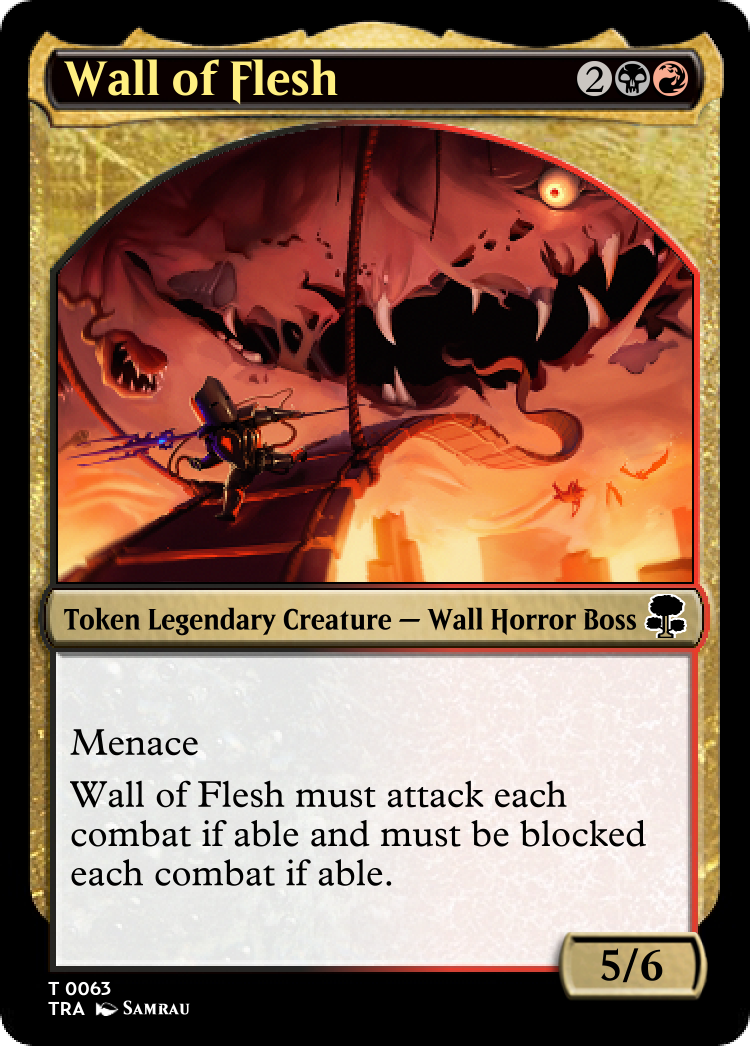 Wall of Flesh 2
Token Legendary Creature — Wall Horror Boss
Menace
Wall of Flesh must attack each
combat if able and must be blocked
each combat if able.
5/6
T 0063
TRA SAMRAU